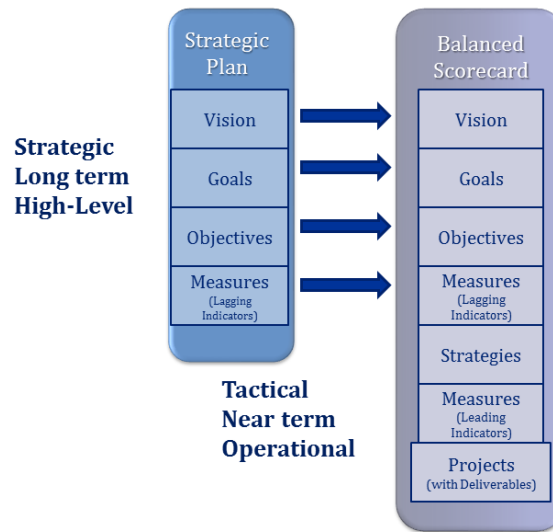 Strategic
Plan
Vision
Goals
Objectives
Measures
(Lagging
Indicators)
Strategic
Long term
High-Level
Tactical
Near term
Operational
Balanced
Scorecard
Vision
Goals
Objectives
Measures
(Lagging
Indicators)
Strategies
Measures
(Leading
Indicators)
Projects
(with Deliverables)